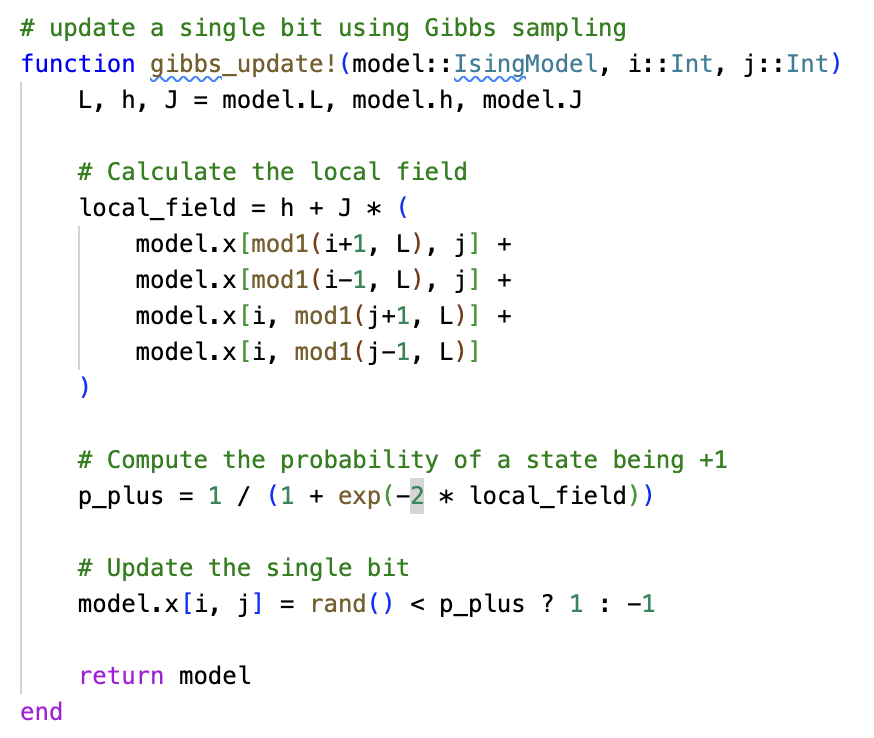 # update a single bit using Gibbs sampling
function gibbs_update!(model::IsingModel, i::Int, j::Int)
    L, h, J = model.L, model.h, model.J
    # Calculate the local field
    local_field = h + J * (
        model.x[mod1(i+1, L), j] +
        model.x[mod1(i-1, L), j] +
        model.x[i, mod1(j+1, L)] +
        model.x[i, mod1(j-1, L)]
    )
    # Compute the probability of a state being +1
    p_plus = 1 / (1 + exp(-2 * local_field))
    # Update the single bit
    model.x[i, j] = rand() < p_plus ? 1 : -1
    return model
end